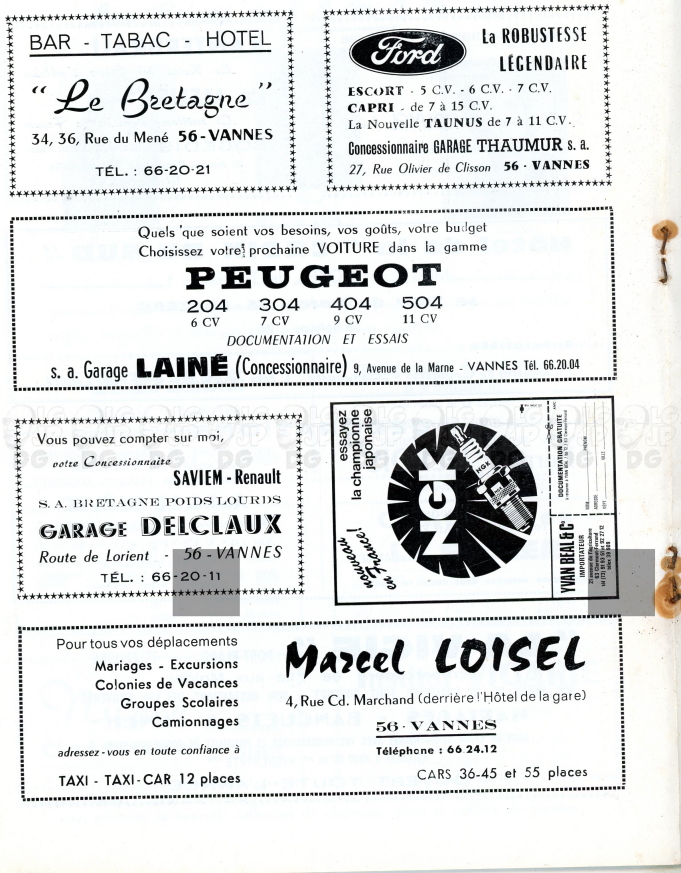 BAR - TABAC - HOTEL
“ Le Bretagne ”
34, 36, Rue du Mené 56 - VANNES
TÉL. : 66-20-21
Ford
La ROBUSTESSE
LÉGENDAIRE
ESCORT - 5 C.V. - 6 C.V. - 7 C.V.
CAPRI - de 7 à 15 C.V.
La Nouvelle TAUNUS de 7 à 11 C.V.
Concessionnaire GARAGE THAUMUR s. a.
27, Rue Olivier de Clisson 56 - VANNES
Quels que soient vos besoins, vos goûts, votre budget
Choisissez votre prochaine VOITURE dans la gamme
PEUGEOT
204 304 404 504
6 CV 7 CV 9 CV 11 CV
DOCUMENTATION ET ESSAIS
s. a. Garage LAINÉ (Concessionnaire) 9, Avenue de la Marne - VANNES Tél. 66.20.04
Vous pouvez compter sur moi,
votre Concessionnaire
SAVIEM - Renault
S. A. BRETAGNE POIDS LOURDS
GARAGE DELCLAUX
Route de Lorient - 56 - VANNES
TÉL. : 66-20-11
essayez
la championne
japonaise
NGK
NGK
nouveau !
en France !
DOCUMENTATION GRATUITE
YVAN BEAL & C°
IMPORTATEUR
21 avenue de l'Agriculture
63 Clermont-Ferrand
Pour tous vos déplacements
Mariages - Excursions
Colonies de Vacances
Groupes Scolaires
Camionnages
adressez-vous en toute confiance à
TAXI - TAXI-CAR 12 places
Marcel LOISEL
4, Rue Cd. Marchand (derrière l'Hôtel de la gare)
56 - VANNES
Téléphone : 66 24.12
CARS 36-45 et 55 places